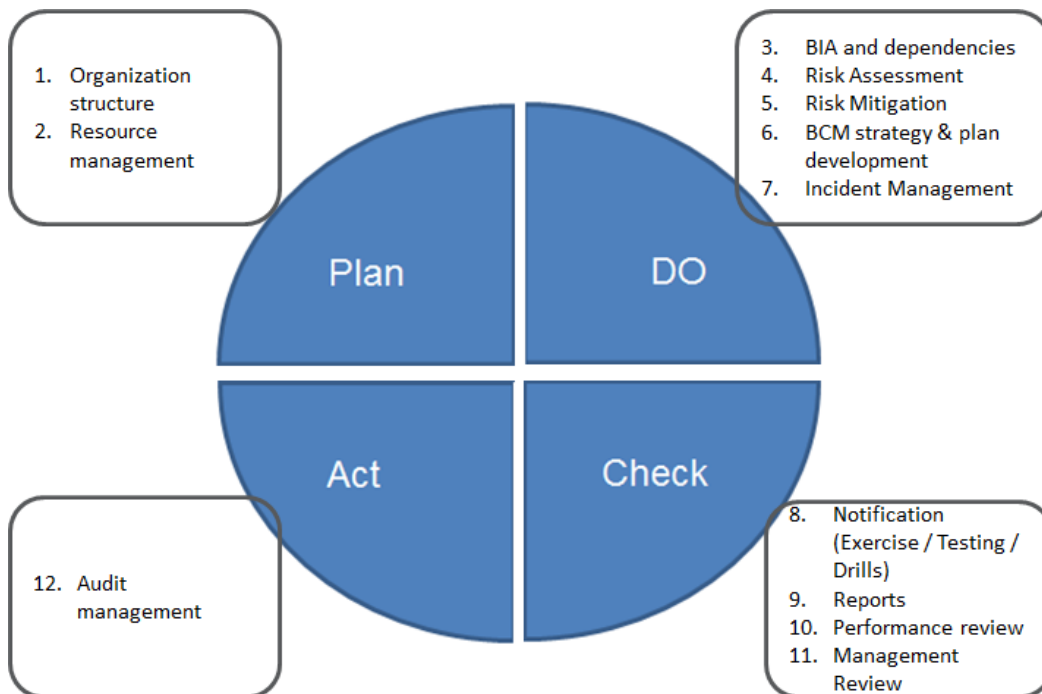 1. Organization
structure
2. Resource
management
3. BIA and dependencies
4. Risk Assessment
5. Risk Mitigation
6. BCM strategy & plan
development
7. Incident Management
Plan
DO
Act
Check
12. Audit
management
8. Notification
(Exercise / Testing /
Drills)
9. Reports
10. Performance review
11. Management
Review